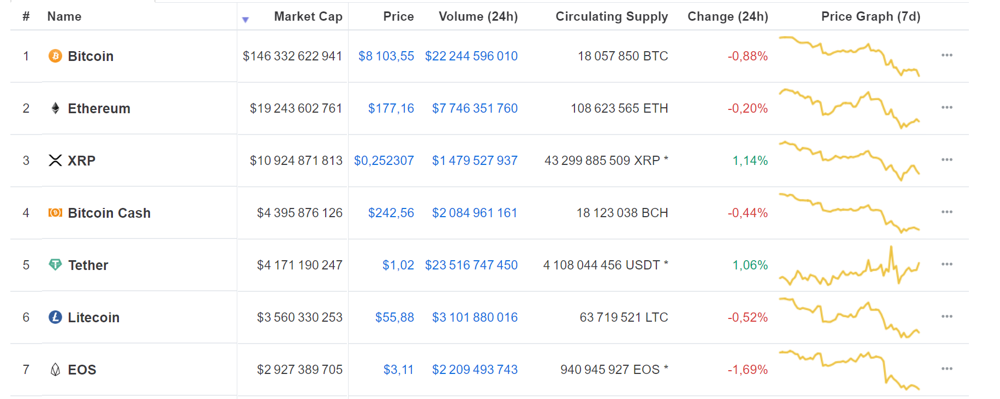 # Name Market Cap Price Volume (24h) Circulating Supply Change (24h) Price Graph (7d)
1 Bitcoin $146 332 622 941 $8 103,55 $22 244 596 010 18 057 850 BTC -0,88%
2 Ethereum $19 243 602 761 $177,16 $7 746 351 760 108 623 565 ETH -0,20%
3 XRP $10 924 871 813 $0,252307 $1 479 527 937 43 299 885 509 XRP * 1,14%
4 Bitcoin Cash $4 395 876 126 $242,56 $2 084 961 161 18 123 038 BCH -0,44%
5 Tether $4 171 190 247 $1,02 $23 516 747 450 4 108 044 456 USDT * 1,06%
6 Litecoin $3 560 330 253 $55,88 $3 101 880 016 63 719 521 LTC -0,52%
7 EOS $2 927 389 705 $3,11 $2 209 493 743 940 945 927 EOS * -1,69%